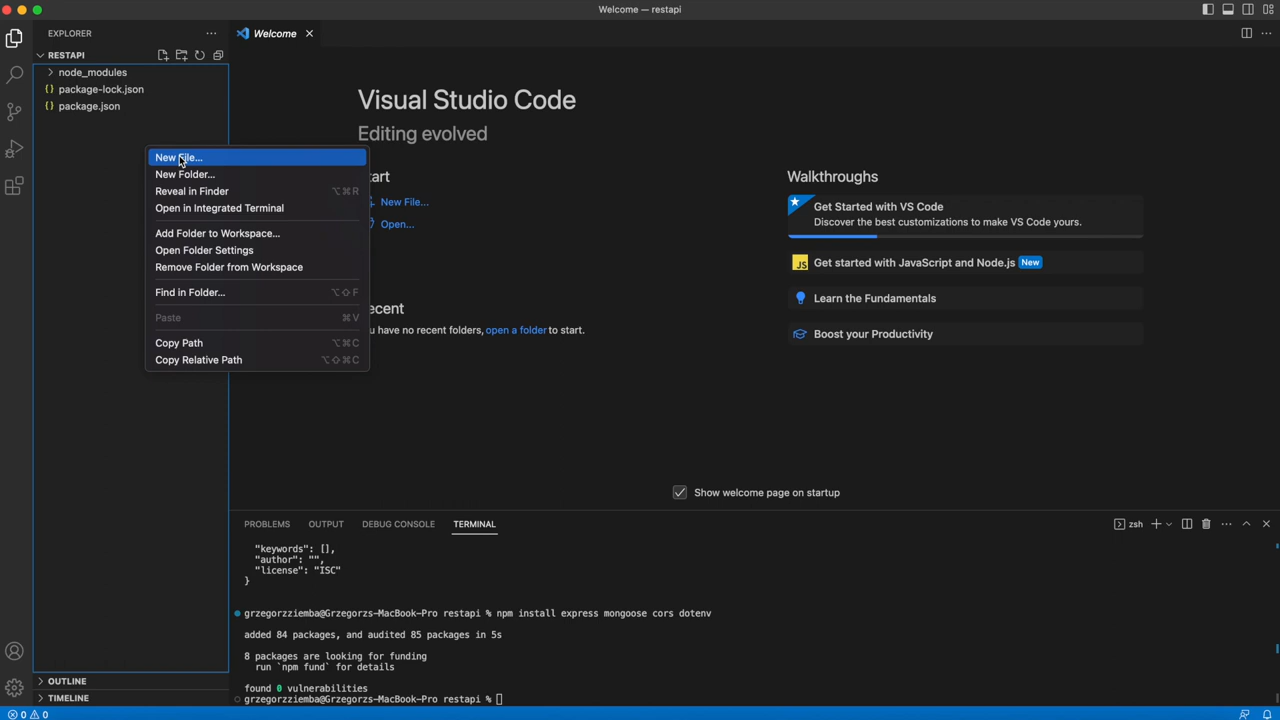 Welcome — restapi
EXPLORER
Welcome
RESTAPI
node_modules
package-lock.json
package.json
New File...
New Folder...
Reveal in Finder ⌥⌘R
Open in Integrated Terminal
Add Folder to Workspace...
Open Folder Settings
Remove Folder from Workspace
Find in Folder... ⌥⇧F
Paste ⌘V
Copy Path ⌥⌘C
Copy Relative Path ⌥⇧⌘C
Visual Studio Code
Editing evolved
tart
New File...
Open...
ecent
u have no recent folders, open a folder to start.
Walkthroughs
Get Started with VS Code
Discover the best customizations to make VS Code yours.
JS Get started with JavaScript and Node.js New
Learn the Fundamentals
Boost your Productivity
Show welcome page on startup
PROBLEMS OUTPUT DEBUG CONSOLE TERMINAL
zsh
"keywords": [],
"author": "",
"license": "ISC"
}
grzegorzziemba@Grzegorzs-MacBook-Pro restapi % npm install express mongoose cors dotenv
added 84 packages, and audited 85 packages in 5s
8 packages are looking for funding
run `npm fund` for details
found 0 vulnerabilities
grzegorzziemba@Grzegorzs-MacBook-Pro restapi %
OUTLINE
TIMELINE
0 0